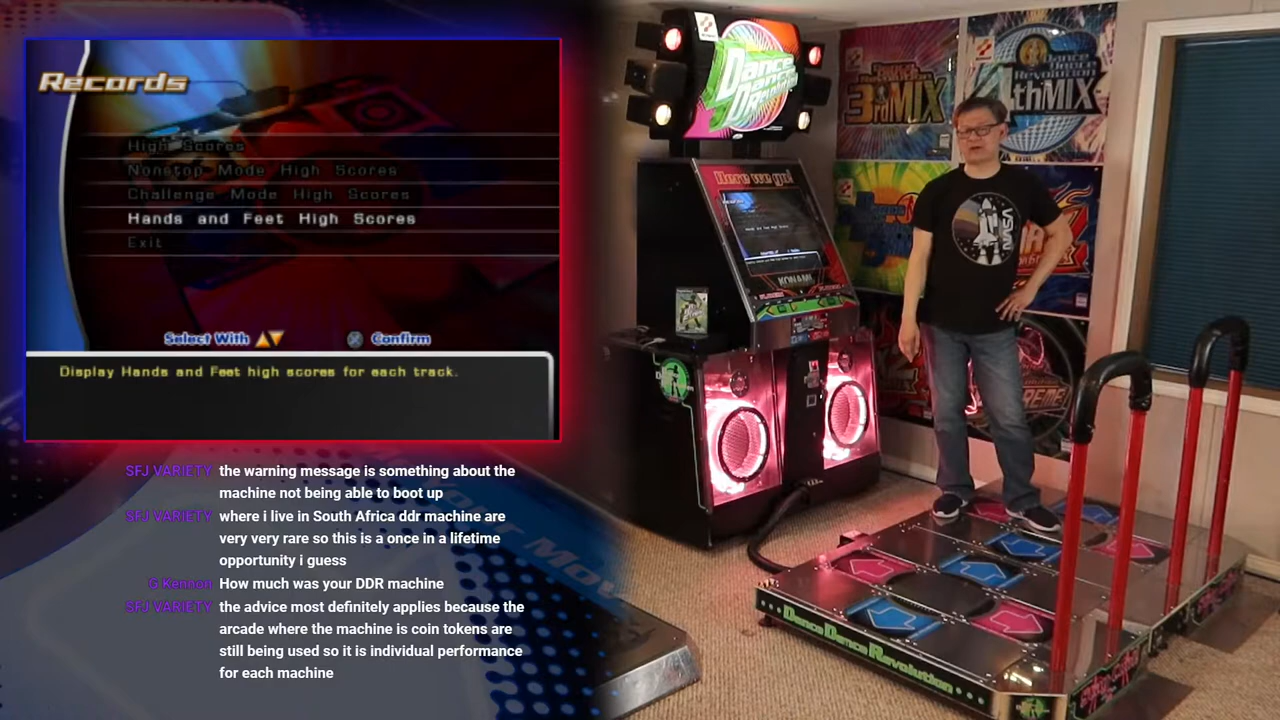 Records
High Scores
Nonstop Mode High Scores
Challenge Mode High Scores
Hands and Feet High Scores
Exit
Select With
Confirm
Display Hands and Feet high scores for each track.
SFJ VARIETY the warning message is something about the
machine not being able to boot up
SFJ VARIETY where i live in South Africa ddr machine are
very very rare so this is a once in a lifetime
opportunity i guess
G Kennon How much was your DDR machine
SFJ VARIETY the advice most definitely applies because the
arcade where the machine is coin tokens are
still being used so it is individual performance
for each machine
Dance
Dance
Revolution
Here we go!
KONAMI
3rdMIX
Dance
Dance
Revolution
4thMIX
NASA
Dance Dance Revolution